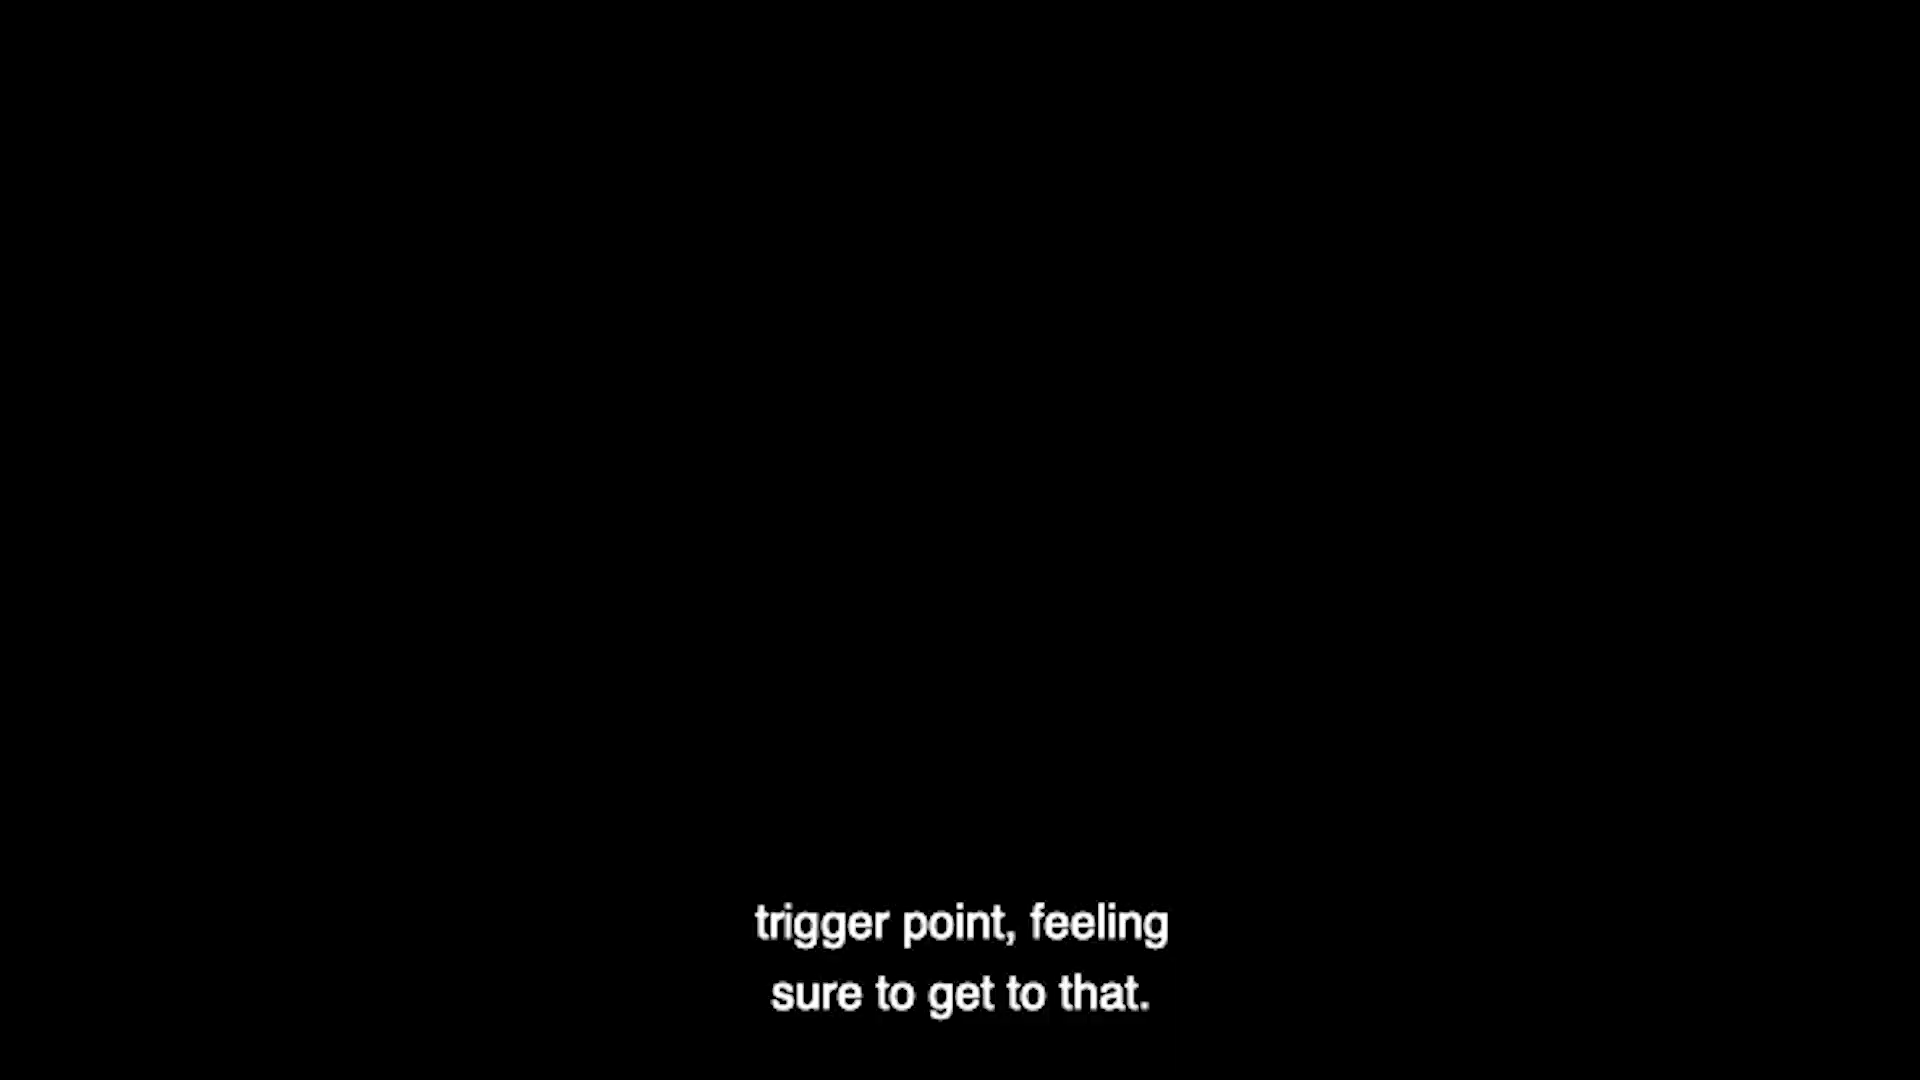 trigger point, feeling
sure to get to that.